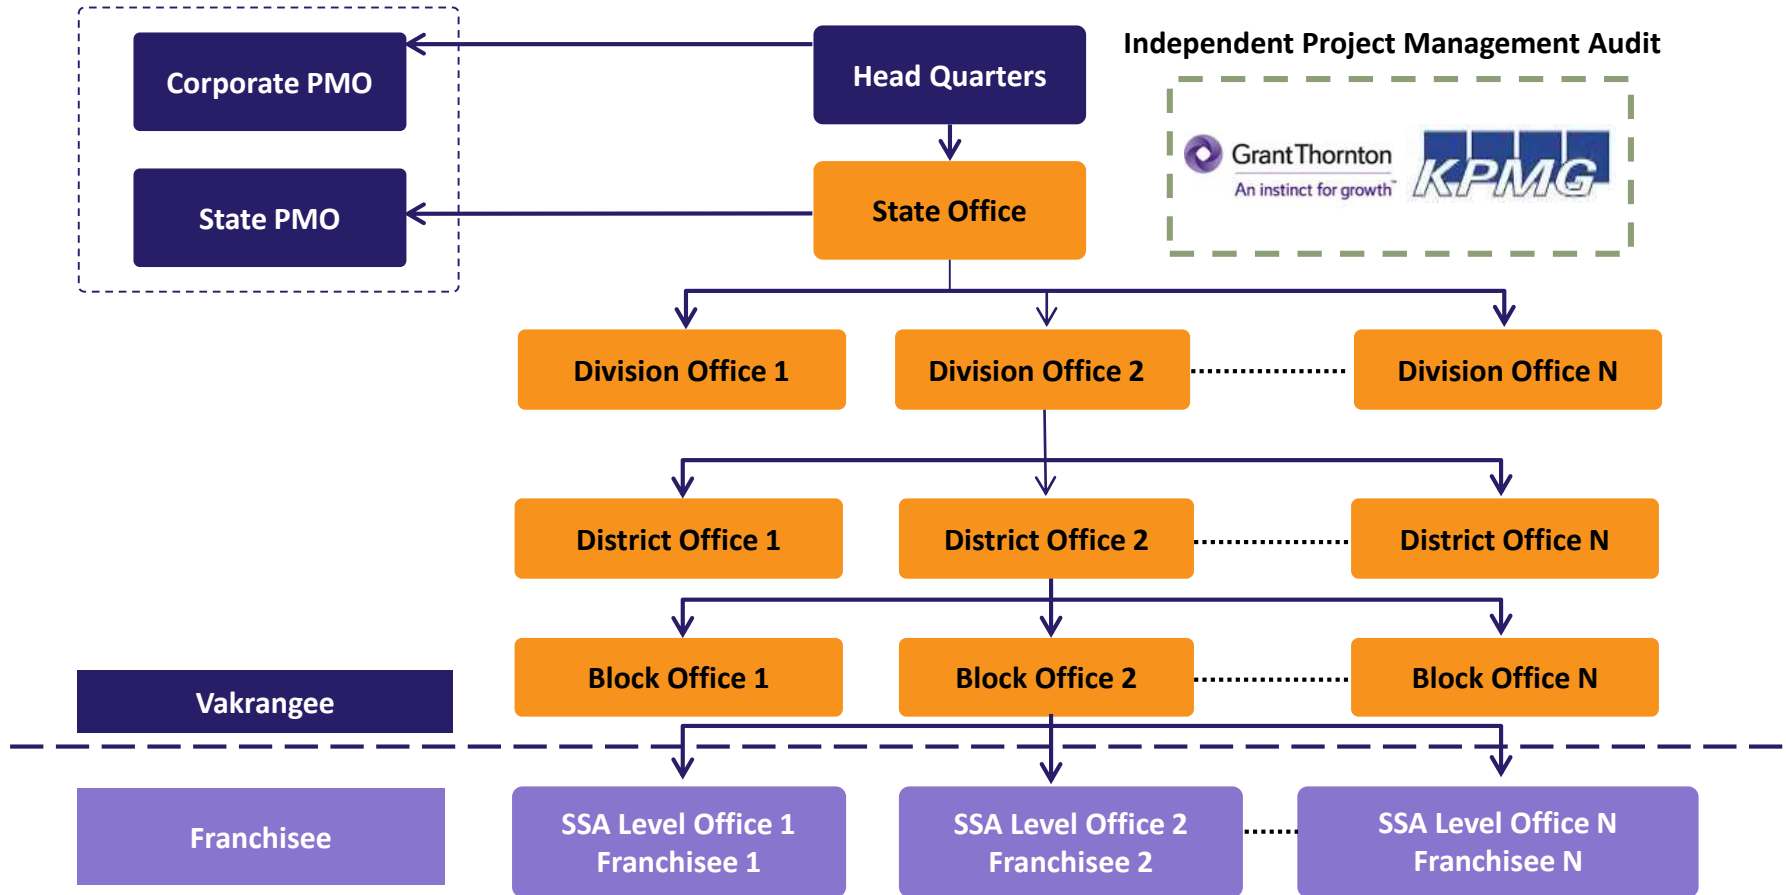 Independent Project Management Audit
Corporate PMO
Head Quarters
Grant Thornton
An instinct for growth™
KPMG
State PMO
State Office
Division Office 1
Division Office 2
Division Office N
District Office 1
District Office 2
District Office N
Block Office 1
Block Office 2
Block Office N
Vakrangee
Franchisee
SSA Level Office 1
Franchisee 1
SSA Level Office 2
Franchisee 2
SSA Level Office N
Franchisee N